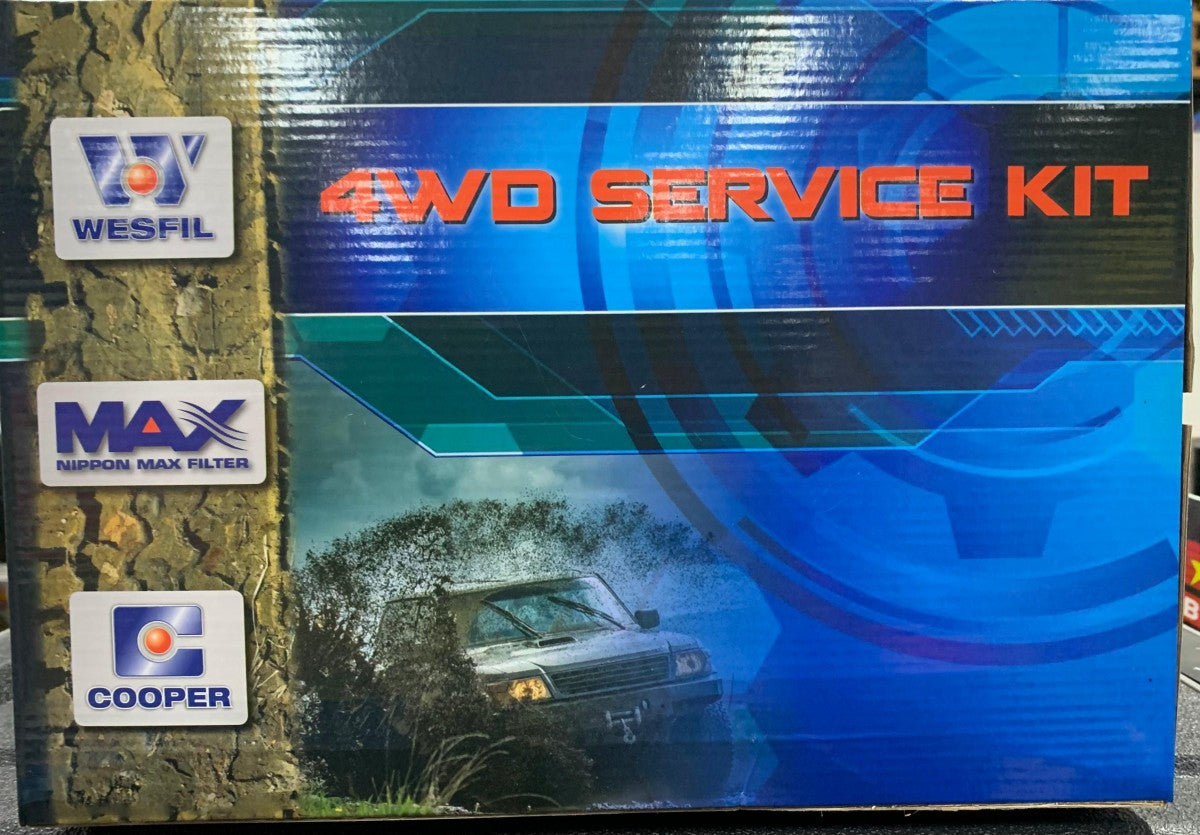 WESFIL
4WD SERVICE KIT
MAX
NIPPON MAX FILTER
COOPER
B